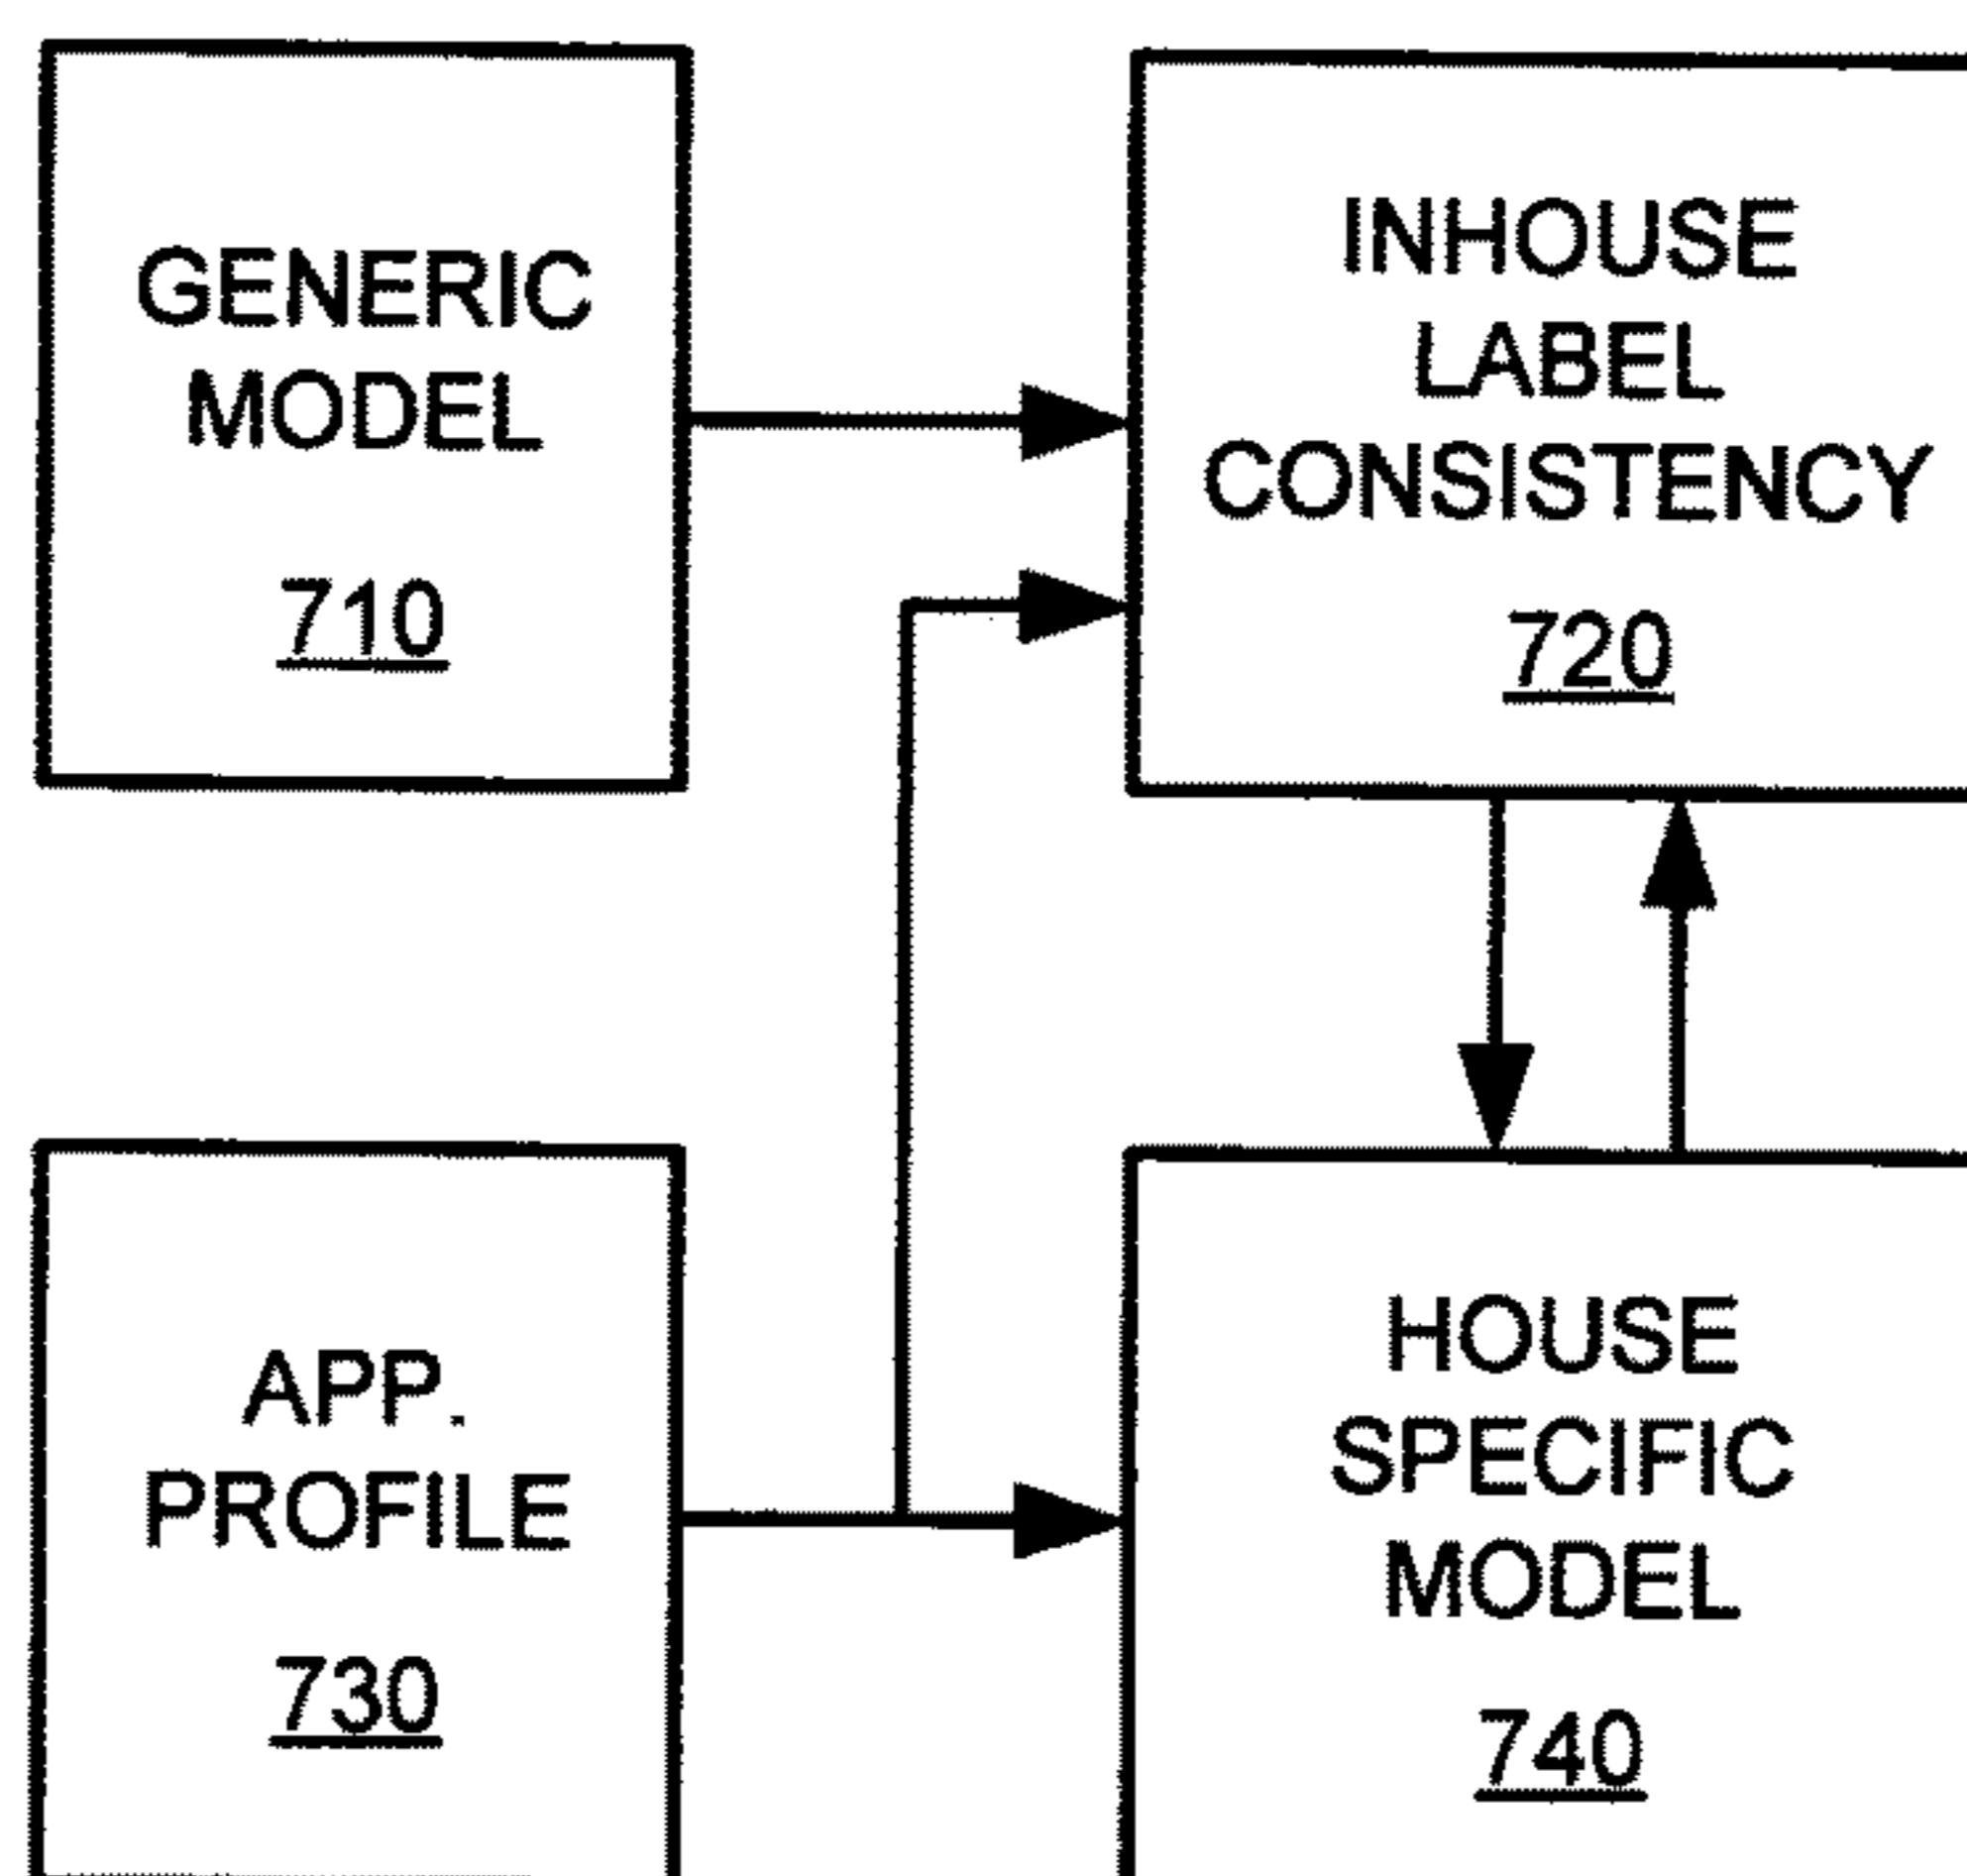 GENERIC
MODEL
710
INHOUSE
LABEL
CONSISTENCY
720
APP.
PROFILE
730
HOUSE
SPECIFIC
MODEL
740